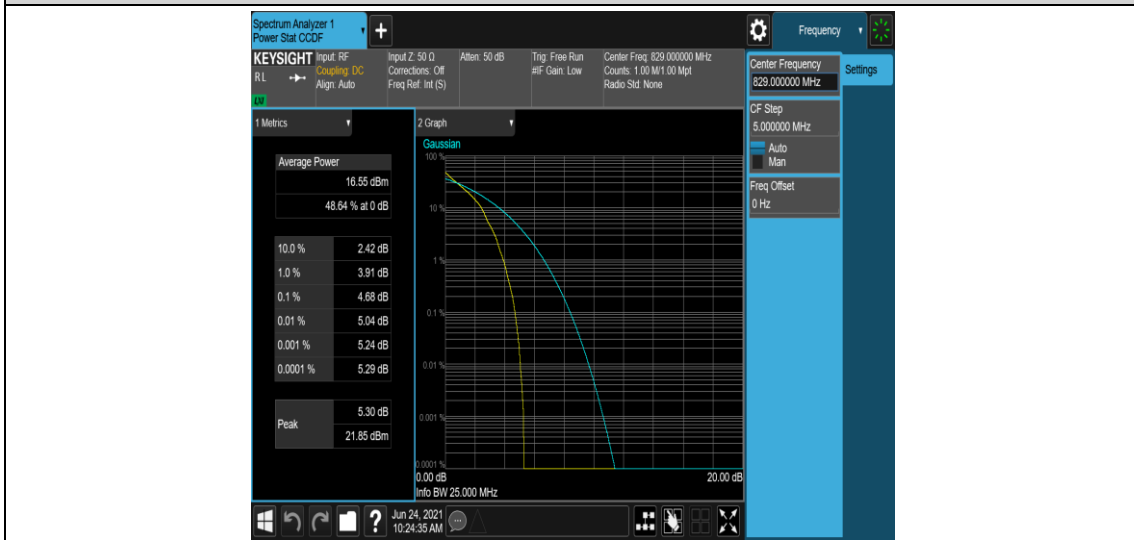 Spectrum Analyzer 1
Power Stat CCDF
Frequency
KEYSIGHT
RL
LXI
Input: RF
Coupling: DC
Align: Auto
Input Z: 50 Ω
Corrections: Off
Freq Ref: Int (S)
Atten: 50 dB
Trig: Free Run
#IF Gain: Low
Center Freq: 829.000000 MHz
Counts: 1.00 M/1.00 Mpt
Radio Std: None
Center Frequency
829.000000 MHz
Settings
CF Step
5.000000 MHz
Auto
Man
Freq Offset
0 Hz
1 Metrics
Average Power
16.55 dBm
48.64 % at 0 dB
10.0 % 2.42 dB
1.0 % 3.91 dB
0.1 % 4.68 dB
0.01 % 5.04 dB
0.001 % 5.24 dB
0.0001 % 5.29 dB
Peak
5.30 dB
21.85 dBm
2 Graph
Gaussian
100 %
10 %
1 %
0.1 %
0.01 %
0.001 %
0.0001 %
0.00 dB 20.00 dB
Info BW 25.000 MHz
Jun 24, 2021
10:24:35 AM